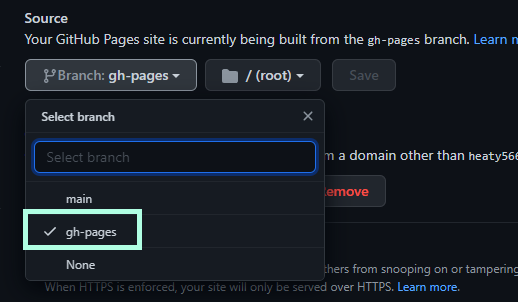 Source
Your GitHub Pages site is currently being built from the gh-pages branch. Learn m
Branch: gh-pages
/ (root)
Save
Select branch
Select branch
main
gh-pages
None
m a domain other than heaty566
emove
thers from snooping on or tampering
When HTTPS is enforced, your site will only be served over HTTPS. Learn more.